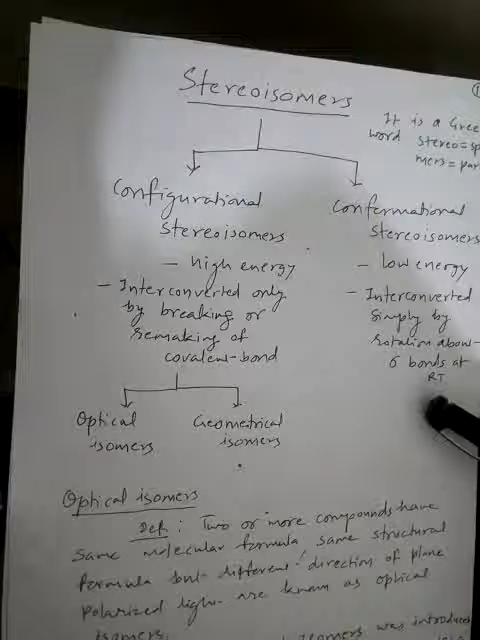 Stereoisomers
It is a Gree
word stereo=sp
mers=par
Configurational
stereoisomers
- high energy
- Interconverted only
by breaking or
remaking of
covalent-bond
Conformational
stereoisomers
- low energy
- Interconverted
simply by
rotation about
σ bonds at
RT
Optical
isomers
Geometrical
isomers
Optical isomers
Def: Two or more compounds have
same molecular formula same structural
formula but different direction of plane
polarized light are known as optical
isomers.
isomers was introduced